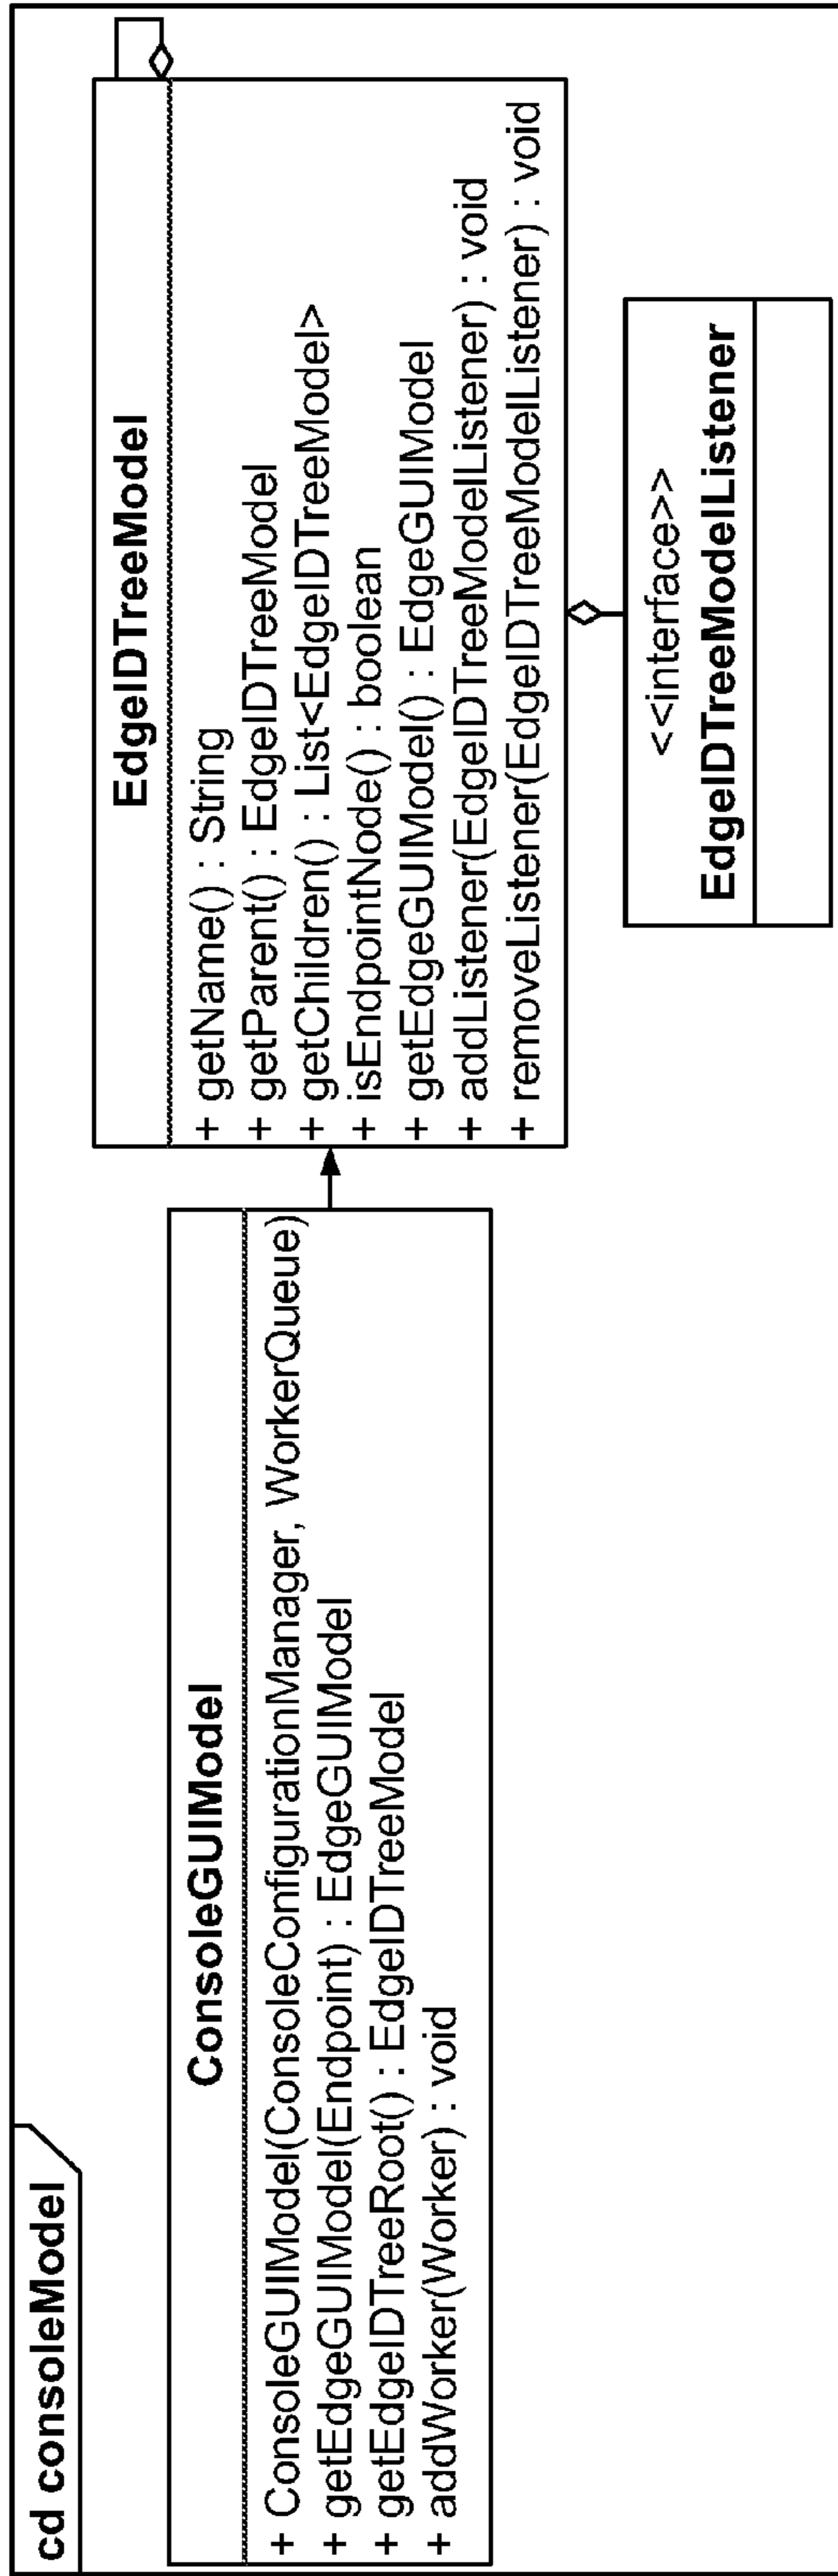 cd consoleModel
ConsoleGUIModel
+ ConsoleGUIModel(ConsoleConfigurationManager, WorkerQueue)
+ getEdgeGUIModel(Endpoint) : EdgeGUIModel
+ getEdgeIDTreeRoot() : EdgeIDTreeModel
+ addWorker(Worker) : void
EdgeIDTreeModel
+ getName() : String
+ getParent() : EdgeIDTreeModel
+ getChildren() : List<EdgeIDTreeModel>
+ isEndpointNode() : boolean
+ getEdgeGUIModel() : EdgeGUIModel
+ addListener(EdgeIDTreeModelListener) : void
+ removeListener(EdgeIDTreeModelListener) : void
<<interface>>
EdgeIDTreeModelListener